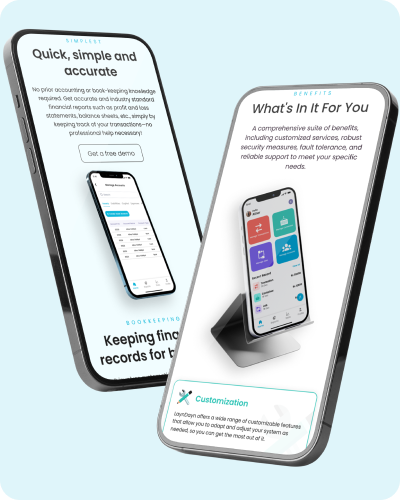 SIMPLEST
Quick, simple and
accurate
No prior accounting or book-keeping knowledge
required. Get accurate and industry standard
financial reports such as profit and loss
statements, balance sheets, etc., simply by
keeping track of your transactions—no
professional help necessary!
Get a free demo
BOOKKEEPING
Keeping fina
records for b
BENEFITS
What's In It For You
A comprehensive suite of benefits,
including customized services, robust
security measures, fault tolerance, and
reliable support to meet your specific
needs.
Customization
LaynDayn offers a wide range of customizable features
that allow you to adapt and adjust your system as
needed, so you can get the most out of it.